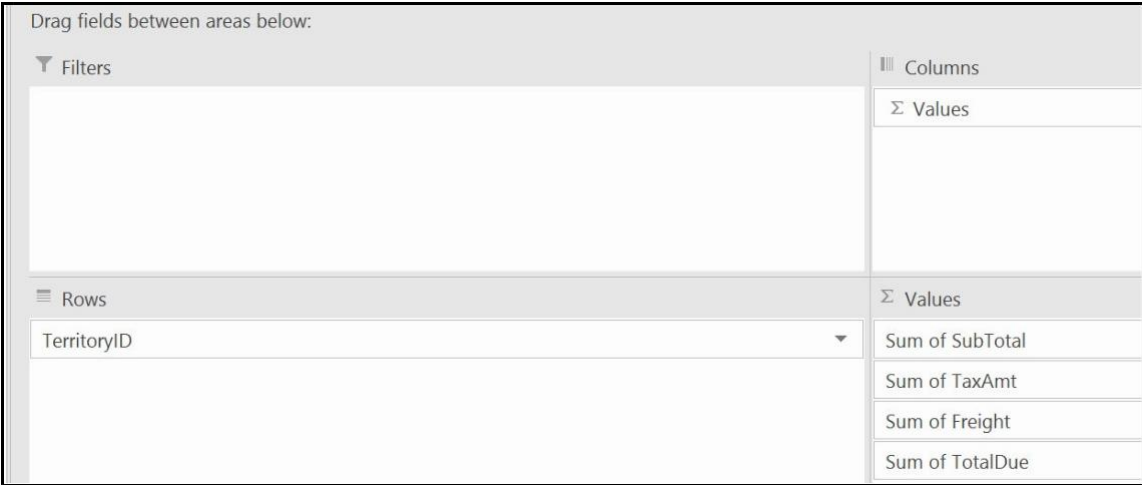 Drag fields between areas below:
Filters
Columns
Σ Values
Rows
Σ Values
TerritoryID
Sum of SubTotal
Sum of TaxAmt
Sum of Freight
Sum of TotalDue